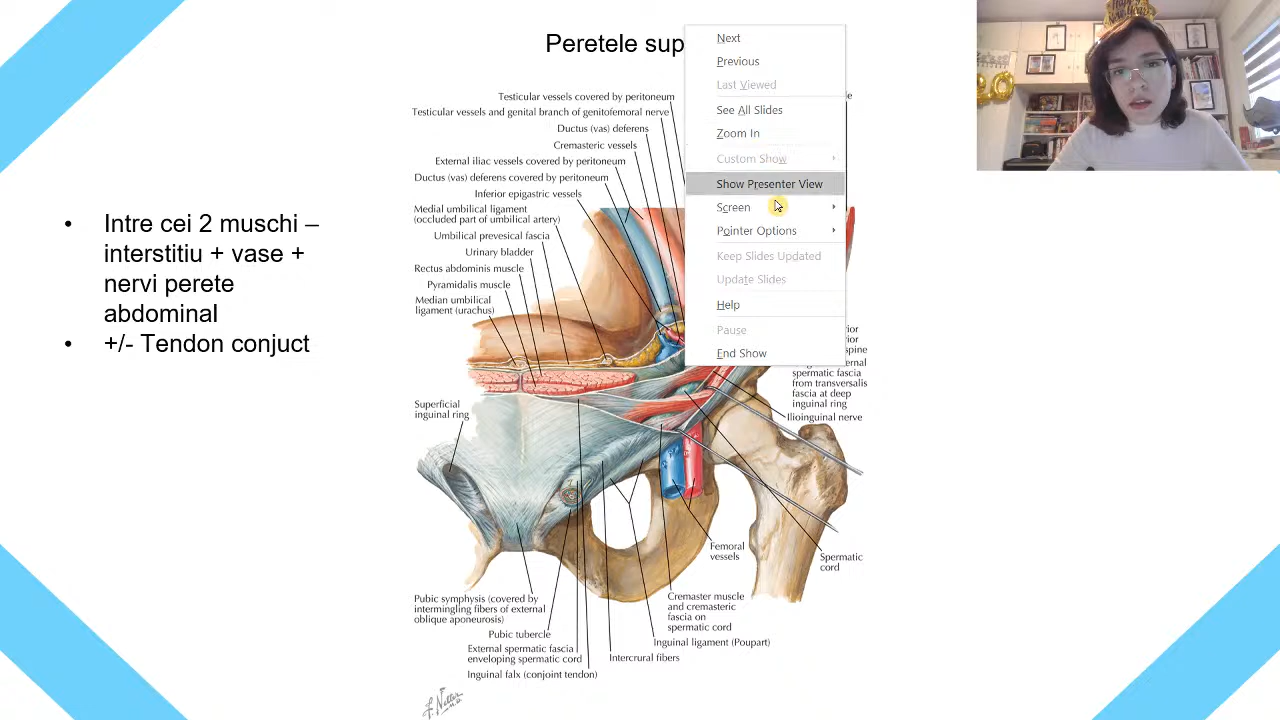 Peretele sup
Next
Previous
Last Viewed
See All Slides
Zoom In
Custom Show
Show Presenter View
Screen
Pointer Options
Keep Slides Updated
Update Slides
Help
Pause
End Show
• Intre cei 2 muschi –
interstitiu + vase +
nervi perete
abdominal
• +/- Tendon conjuct
Testicular vessels covered by peritoneum
Testicular vessels and genital branch of genitofemoral nerve
Ductus (vas) deferens
Cremasteric vessels
External iliac vessels covered by peritoneum
Ductus (vas) deferens covered by peritoneum
Inferior epigastric vessels
Medial umbilical ligament
(occluded part of umbilical artery)
Umbilical prevesical fascia
Urinary bladder
Rectus abdominis muscle
Pyramidalis muscle
Median umbilical
ligament (urachus)
Superficial
inguinal ring
spine
spermatic fascia
from transversalis
fascia at deep
inguinal ring
Ilioinguinal nerve
Femoral
vessels
Spermatic
cord
Pubic symphysis (covered by
intermingling fibers of external
oblique aponeurosis)
Pubic tubercle
External spermatic fascia
enveloping spermatic cord
Inguinal falx (conjoint tendon)
Cremaster muscle
and cremasteric
fascia on
spermatic cord
Inguinal ligament (Poupart)
Intercrural fibers
F. Netter
M.D.
20